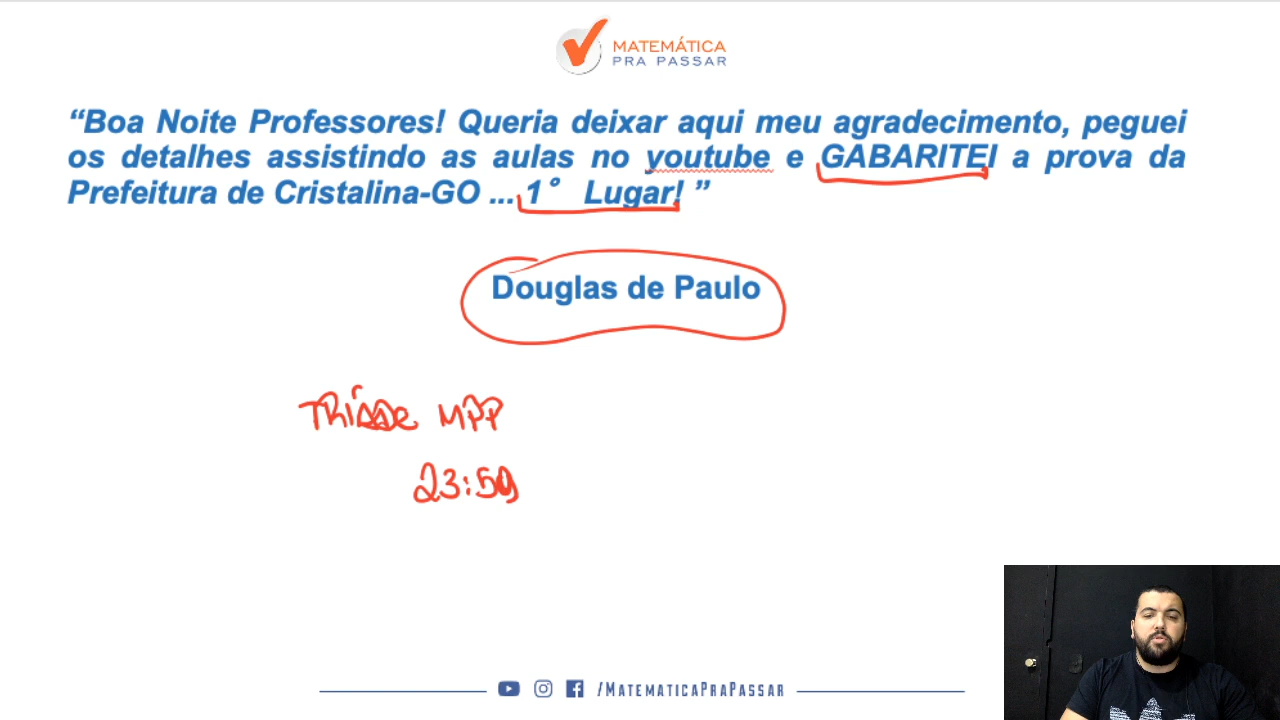 MATEMÁTICA
PRA PASSAR
“Boa Noite Professores! Queria deixar aqui meu agradecimento, peguei
os detalhes assistindo as aulas no youtube e GABARITEI a prova da
Prefeitura de Cristalina-GO ... 1° Lugar! ”
Douglas de Paulo
TRÍADE MPP
23:59
/MATEMATICAPRAPASSAR